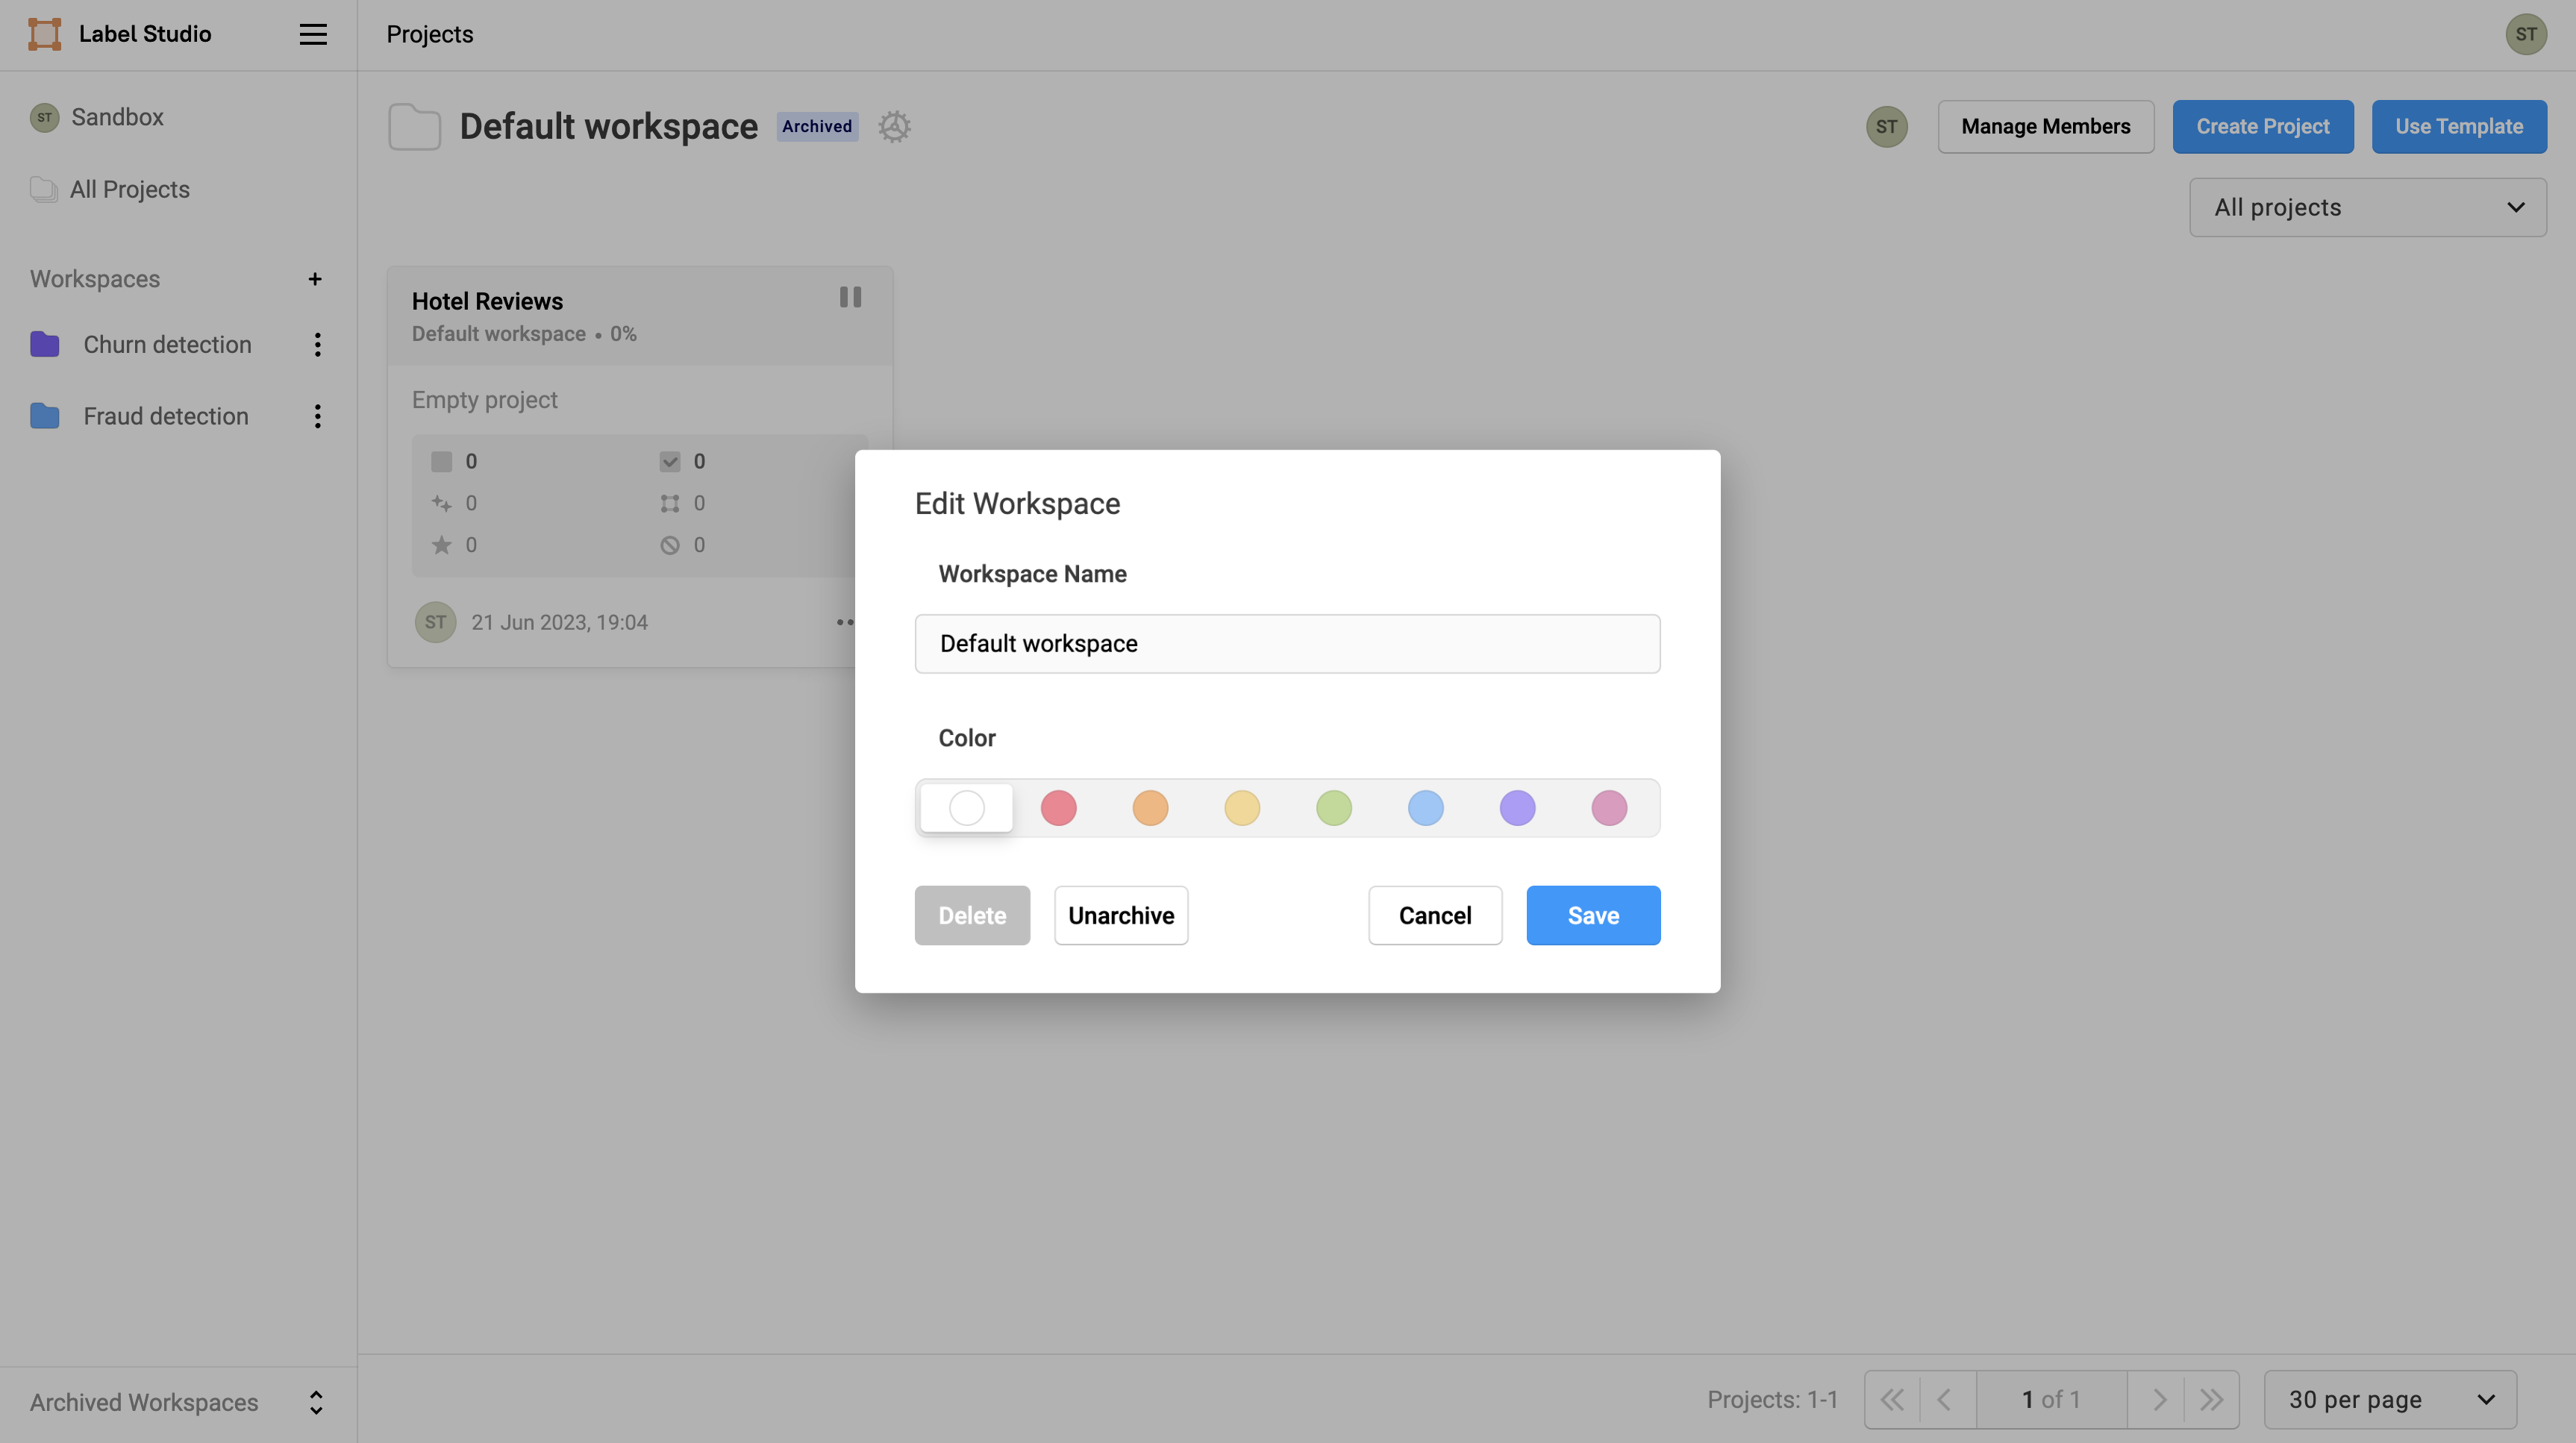 Label Studio
Projects
ST
ST Sandbox
All Projects
Workspaces +
Churn detection
Fraud detection
Archived Workspaces
Default workspace Archived
ST Manage Members Create Project Use Template
All projects
Hotel Reviews
Default workspace • 0%
Empty project
0 0
0 0
0 0
ST 21 Jun 2023, 19:04
Edit Workspace
Workspace Name
Default workspace
Color
Delete Unarchive Cancel Save
Projects: 1-1 1 of 1 30 per page